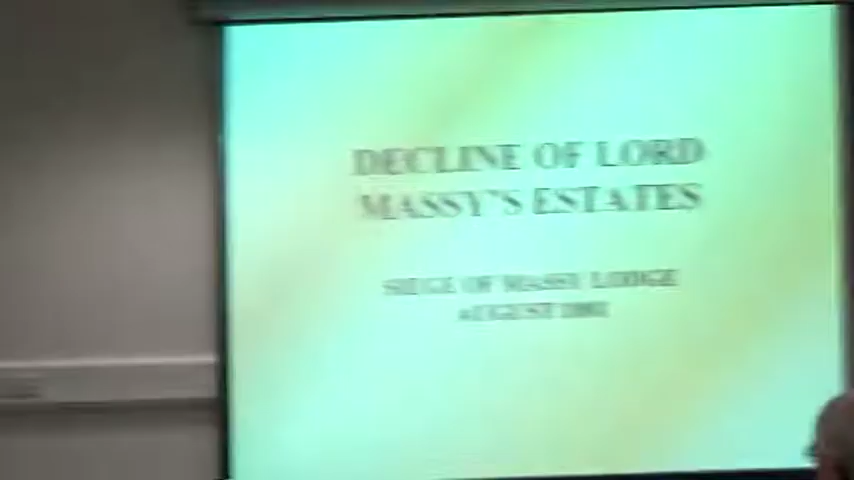 DECLINE OF LORD
MASSY'S ESTATES
SIEGE OF MASSY LODGE
AUGUST